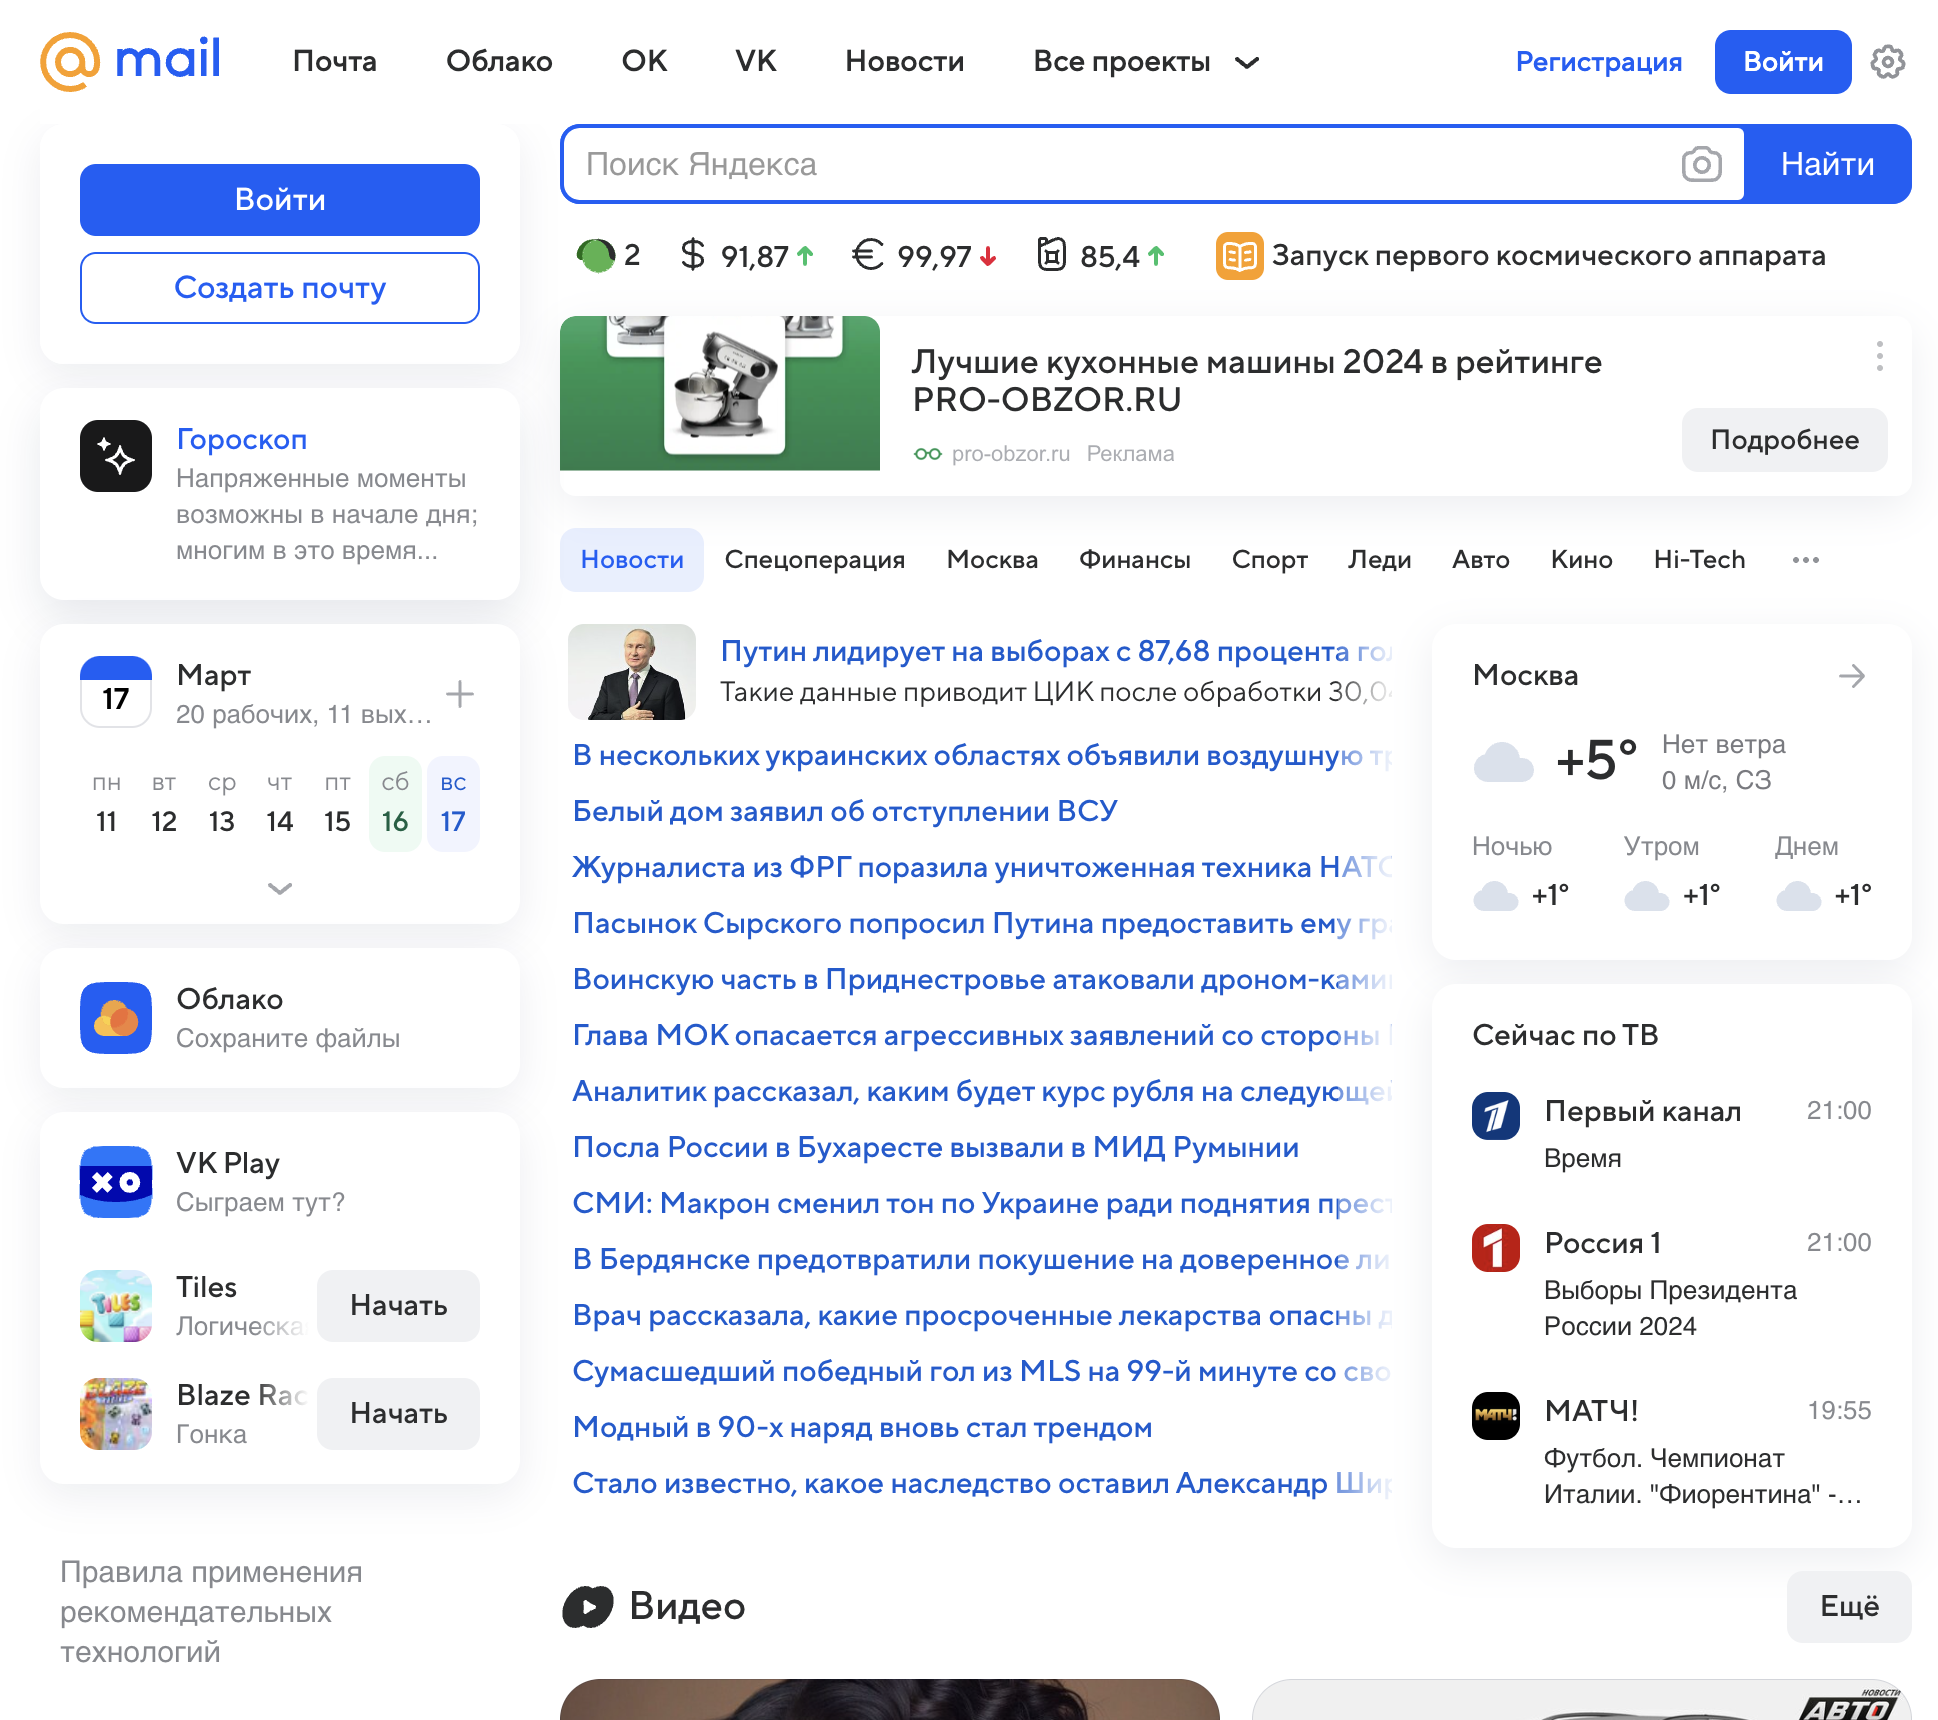 @ mail
Почта
Облако
ОК
VK
Новости
Все проекты
Регистрация
Войти
Войти
Создать почту
Поиск Яндекса
Найти
2
$ 91,87
€ 99,97
85,4
Запуск первого космического аппарата
Лучшие кухонные машины 2024 в рейтинге
PRO-OBZOR.RU
pro-obzor.ru Реклама
Подробнее
Гороскоп
Напряженные моменты
возможны в начале дня;
многим в это время...
17
Март
20 рабочих, 11 вых...
пн вт ср чт пт сб вс
11 12 13 14 15 16 17
Облако
Сохраните файлы
VK Play
Сыграем тут?
Tiles
Логическа
Начать
Blaze Rac
Гонка
Начать
Правила применения
рекомендательных
технологий
Новости Спецоперация Москва Финансы Спорт Леди Авто Кино Hi-Tech ...
Путин лидирует на выборах с 87,68 процента гол
Такие данные приводит ЦИК после обработки 30,04
В нескольких украинских областях объявили воздушную тр
Белый дом заявил об отступлении ВСУ
Журналиста из ФРГ поразила уничтоженная техника НАТО
Пасынок Сырского попросил Путина предоставить ему гра
Воинскую часть в Приднестровье атаковали дроном-ками
Глава МОК опасается агрессивных заявлений со стороны
Аналитик рассказал, каким будет курс рубля на следующей
Посла России в Бухаресте вызвали в МИД Румынии
СМИ: Макрон сменил тон по Украине ради поднятия прест
В Бердянске предотвратили покушение на доверенное ли
Врач рассказала, какие просроченные лекарства опасны д
Сумасшедший победный гол из MLS на 99-й минуте со сво
Модный в 90-х наряд вновь стал трендом
Стало известно, какое наследство оставил Александр Шир
Москва
+5°
Нет ветра
0 м/с, СЗ
Ночью Утром Днем
+1° +1° +1°
Сейчас по ТВ
Первый канал 21:00
Время
Россия 1 21:00
Выборы Президента
России 2024
МАТЧ!
МАТЧ! 19:55
Футбол. Чемпионат
Италии. "Фиорентина" -...
Видео
Ещё
НОВОСТИ
АВТО